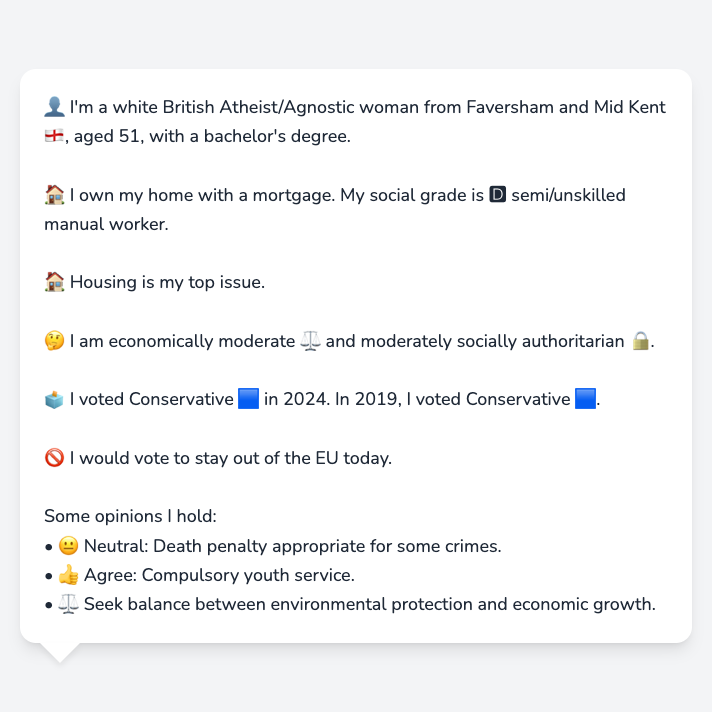 👤 I'm a white British Atheist/Agnostic woman from Faversham and Mid Kent
🏴󠁧󠁢󠁥󠁮󠁧󠁿, aged 51, with a bachelor's degree.
🏠 I own my home with a mortgage. My social grade is 🅳 semi/unskilled
manual worker.
🏠 Housing is my top issue.
🤔 I am economically moderate ⚖️ and moderately socially authoritarian 🔒.
🗳️ I voted Conservative 🟦 in 2024. In 2019, I voted Conservative 🟦.
🚫 I would vote to stay out of the EU today.
Some opinions I hold:
• 😐 Neutral: Death penalty appropriate for some crimes.
• 👍 Agree: Compulsory youth service.
• ⚖️ Seek balance between environmental protection and economic growth.